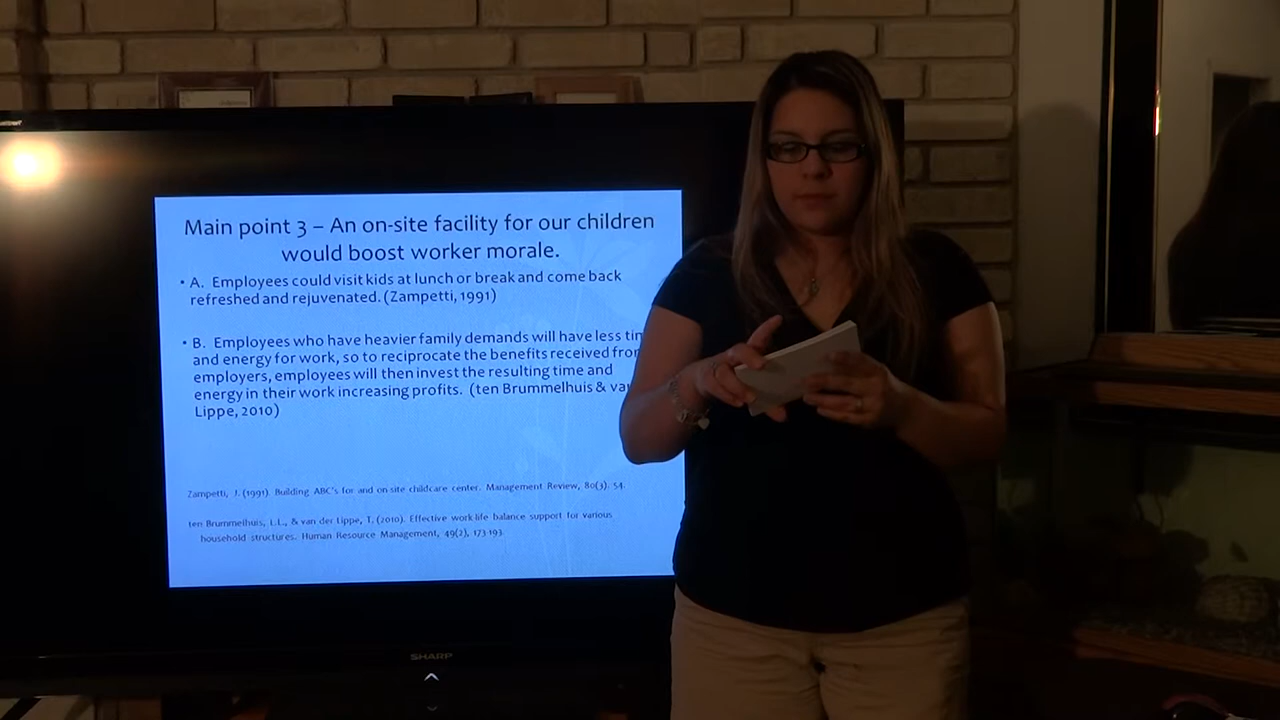 Main point 3 – An on-site facility for our children
would boost worker morale.
• A. Employees could visit kids at lunch or break and come back
refreshed and rejuvenated. (Zampetti, 1991)
• B. Employees who have heavier family demands will have less
and energy for work, so to reciprocate the benefits received
employers, employees will then invest the resulting time and
energy in their work increasing profits. (ten Brummelhuis &
Lippe, 2010)
Zampetti, J. (1991). Building ABC's for and on-site childcare center. Management Review, 80(3). 54.
ten Brummelhuis, L.L., & van der Lippe, T. (2010). Effective work-life balance support for various
household structures. Human Resource Management, 49(2), 173-193.
SHARP